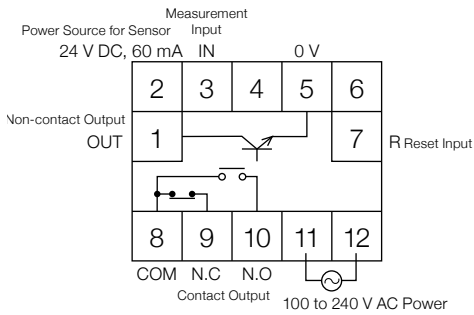 Measurement
Power Source for Sensor Input
24 V DC, 60 mA IN 0 V
2 3 4 5 6
Non-contact Output
OUT 1 7 R Reset Input
8 9 10 11 12
COM N.C N.O
Contact Output 100 to 240 V AC Power